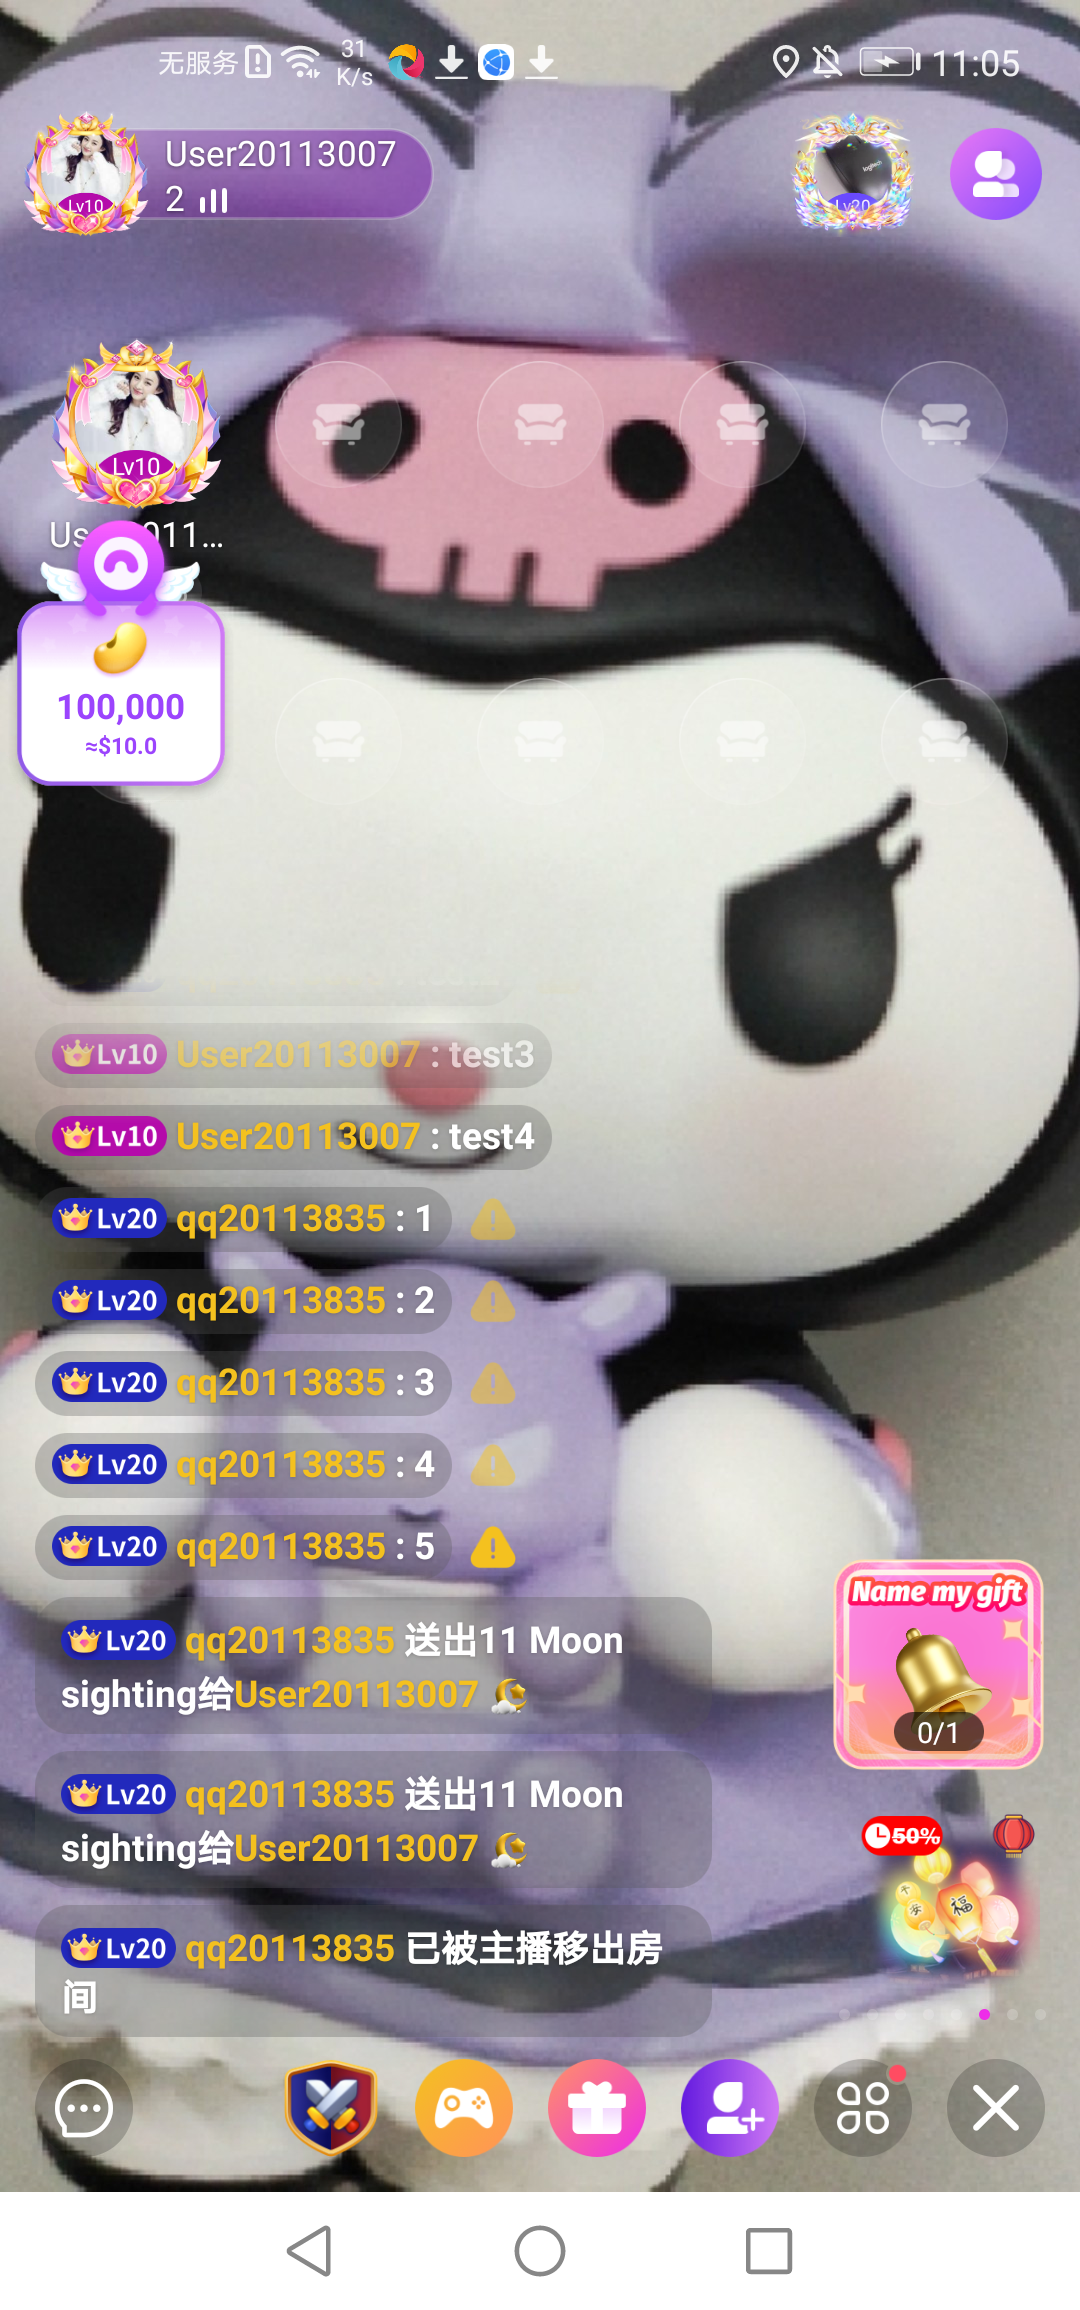 无服务 31 K/s 11:05
User20113007
2
Lv10
Lv20
logitech
Lv10
Us 011...
100,000
≈$10.0
Lv10 User20113007 : test3
Lv10 User20113007 : test4
Lv20 qq20113835 : 1
Lv20 qq20113835 : 2
Lv20 qq20113835 : 3
Lv20 qq20113835 : 4
Lv20 qq20113835 : 5
Lv20 qq20113835 送出11 Moon
sighting给User20113007
Lv20 qq20113835 送出11 Moon
sighting给User20113007
Lv20 qq20113835 已被主播移出房
间
Name my gift
0/1
50%
福